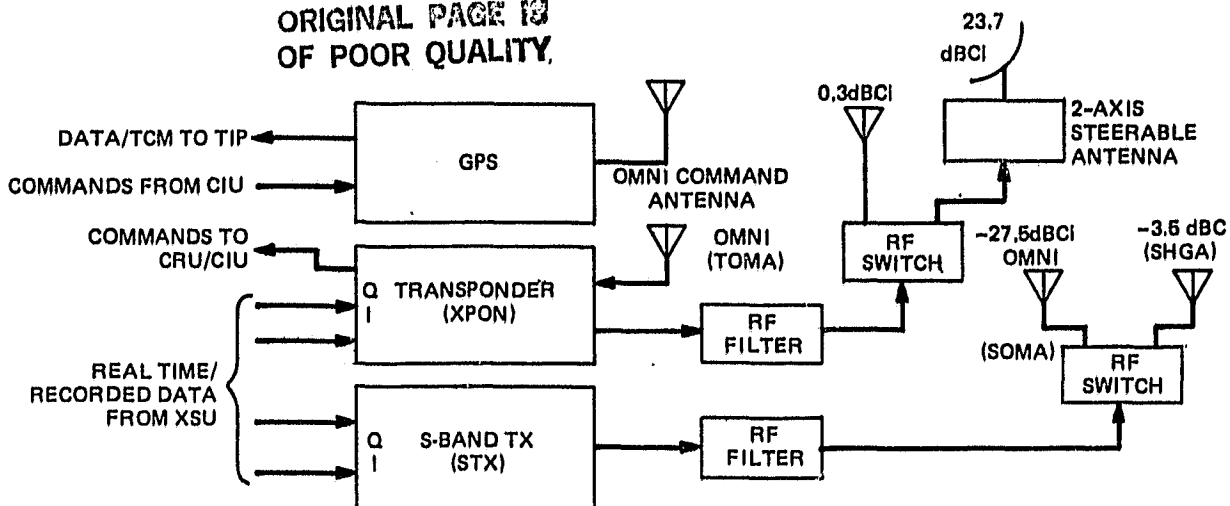 ORIGINAL PAGE IS
OF POOR QUALITY
23,7
dBCi
0,3dBCi
2-AXIS
STEERABLE
ANTENNA
DATA/TCM TO TIP
GPS
COMMANDS FROM CIU
OMNI COMMAND
ANTENNA
COMMANDS TO
CRU/CIU
OMNI
(TOMA)
RF
SWITCH
-27,5dBCi
OMNI
-3.5 dBC
(SHGA)
Q
I
TRANSPONDER
(XPON)
RF
FILTER
(SOMA)
RF
SWITCH
REAL TIME/
RECORDED DATA
FROM XSU
Q
I
S-BAND TX
(STX)
RF
FILTER